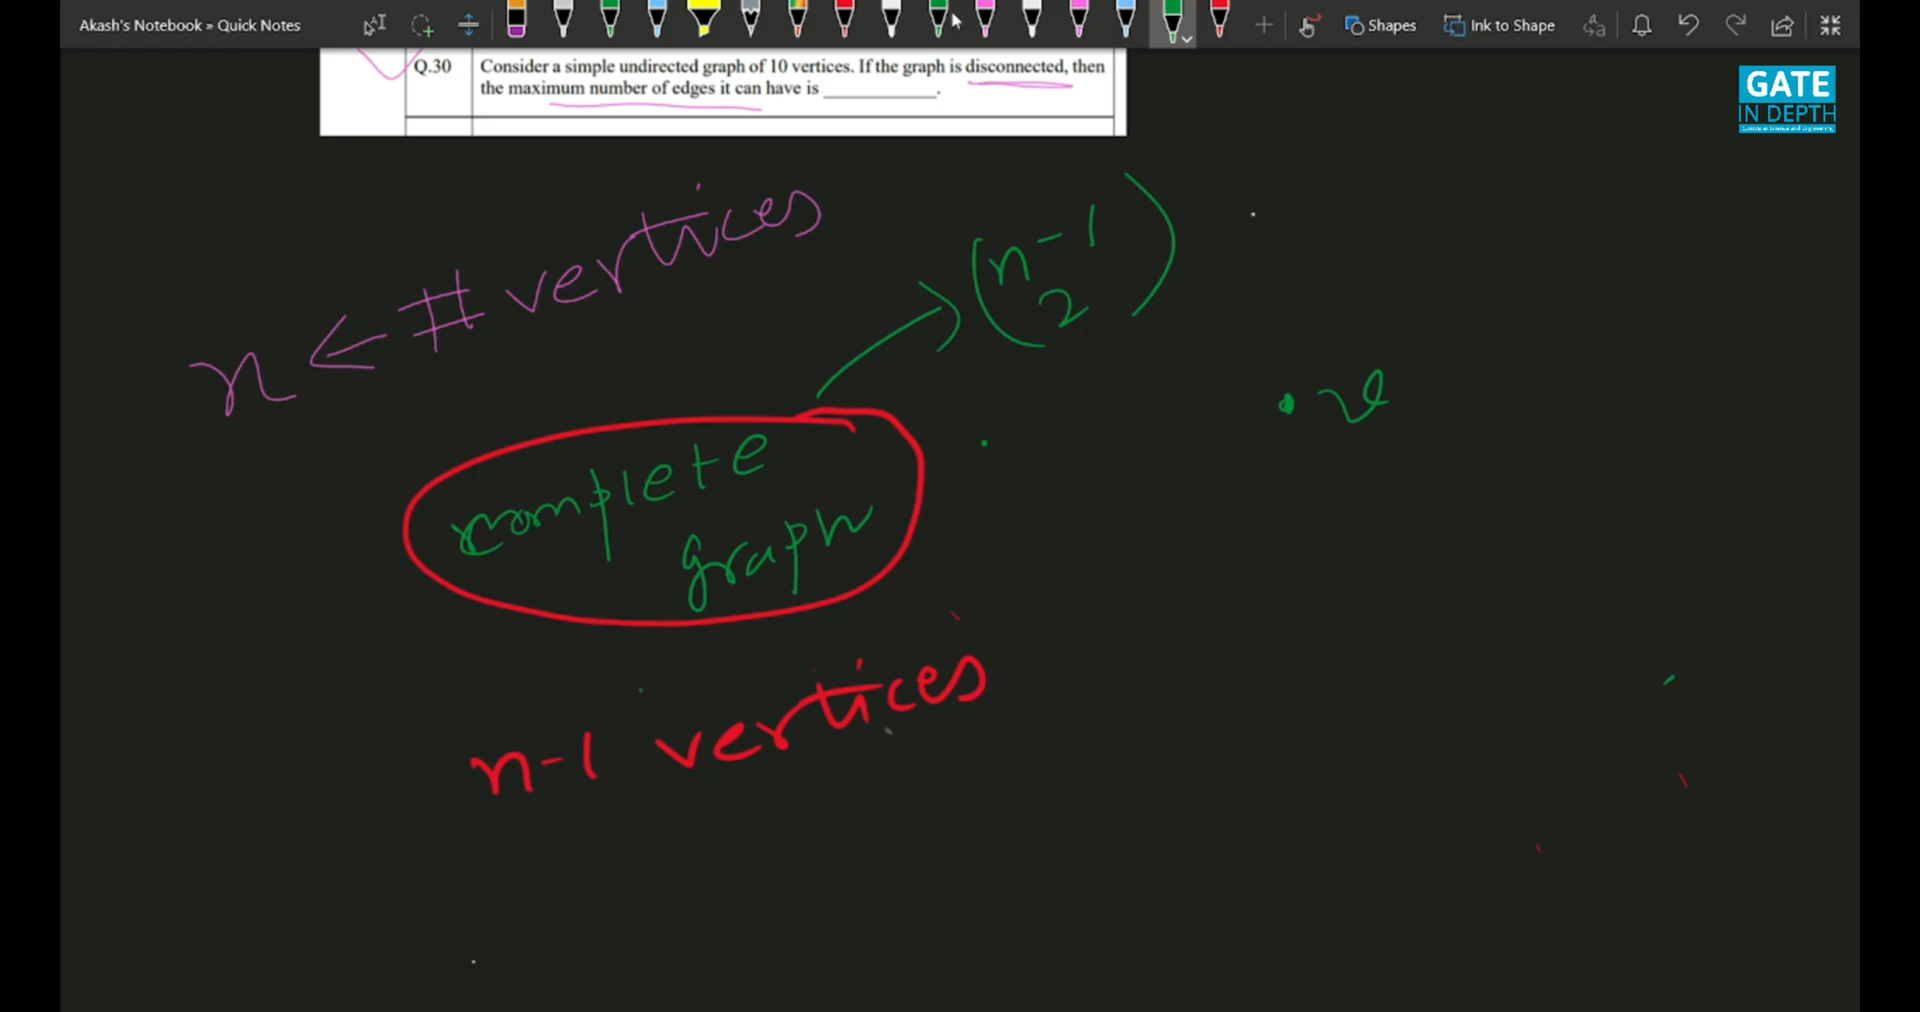 Akash's Notebook » Quick Notes
Shapes
Ink to Shape
GATE
IN DEPTH
Q.30 Consider a simple undirected graph of 10 vertices. If the graph is disconnected, then
the maximum number of edges it can have is ____________.
n ← # vertices
(n-1
2)
complete
graph
v
n-1 vertices